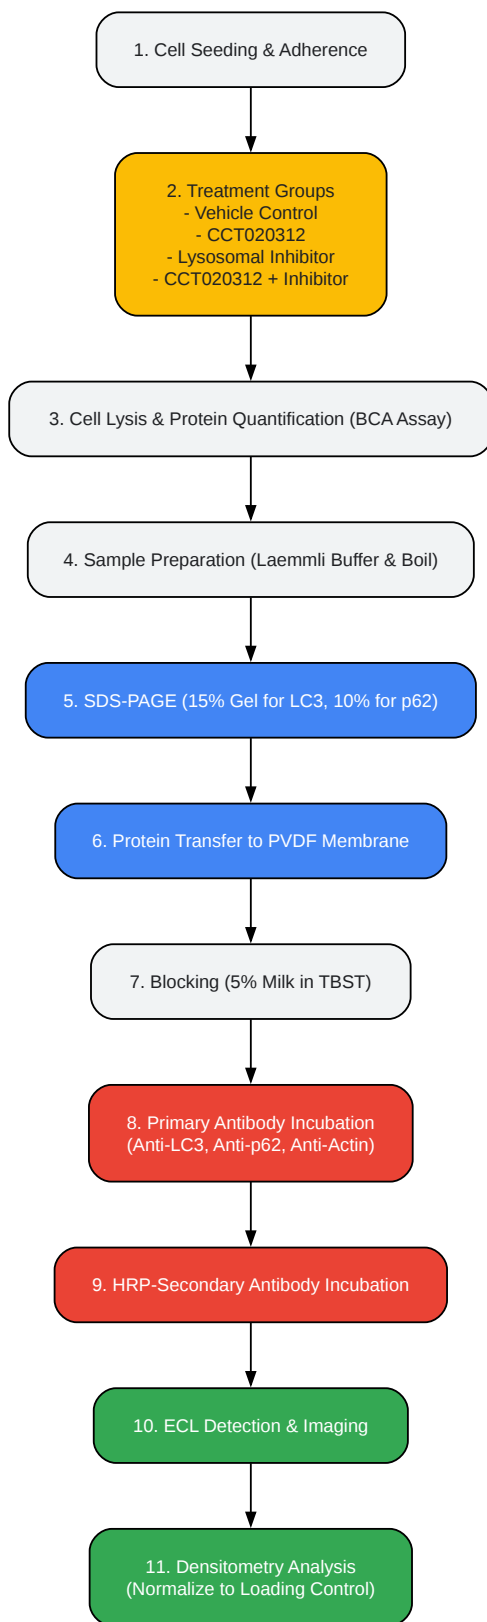 1. Cell Seeding & Adherence
2. Treatment Groups
- Vehicle Control
- CCT020312
- Lysosomal Inhibitor
- CCT020312 + Inhibitor
3. Cell Lysis & Protein Quantification (BCA Assay)
4. Sample Preparation (Laemmli Buffer & Boil)
5. SDS-PAGE (15% Gel for LC3, 10% for p62)
6. Protein Transfer to PVDF Membrane
7. Blocking (5% Milk in TBST)
8. Primary Antibody Incubation
(Anti-LC3, Anti-p62, Anti-Actin)
9. HRP-Secondary Antibody Incubation
10. ECL Detection & Imaging
11. Densitometry Analysis
(Normalize to Loading Control)